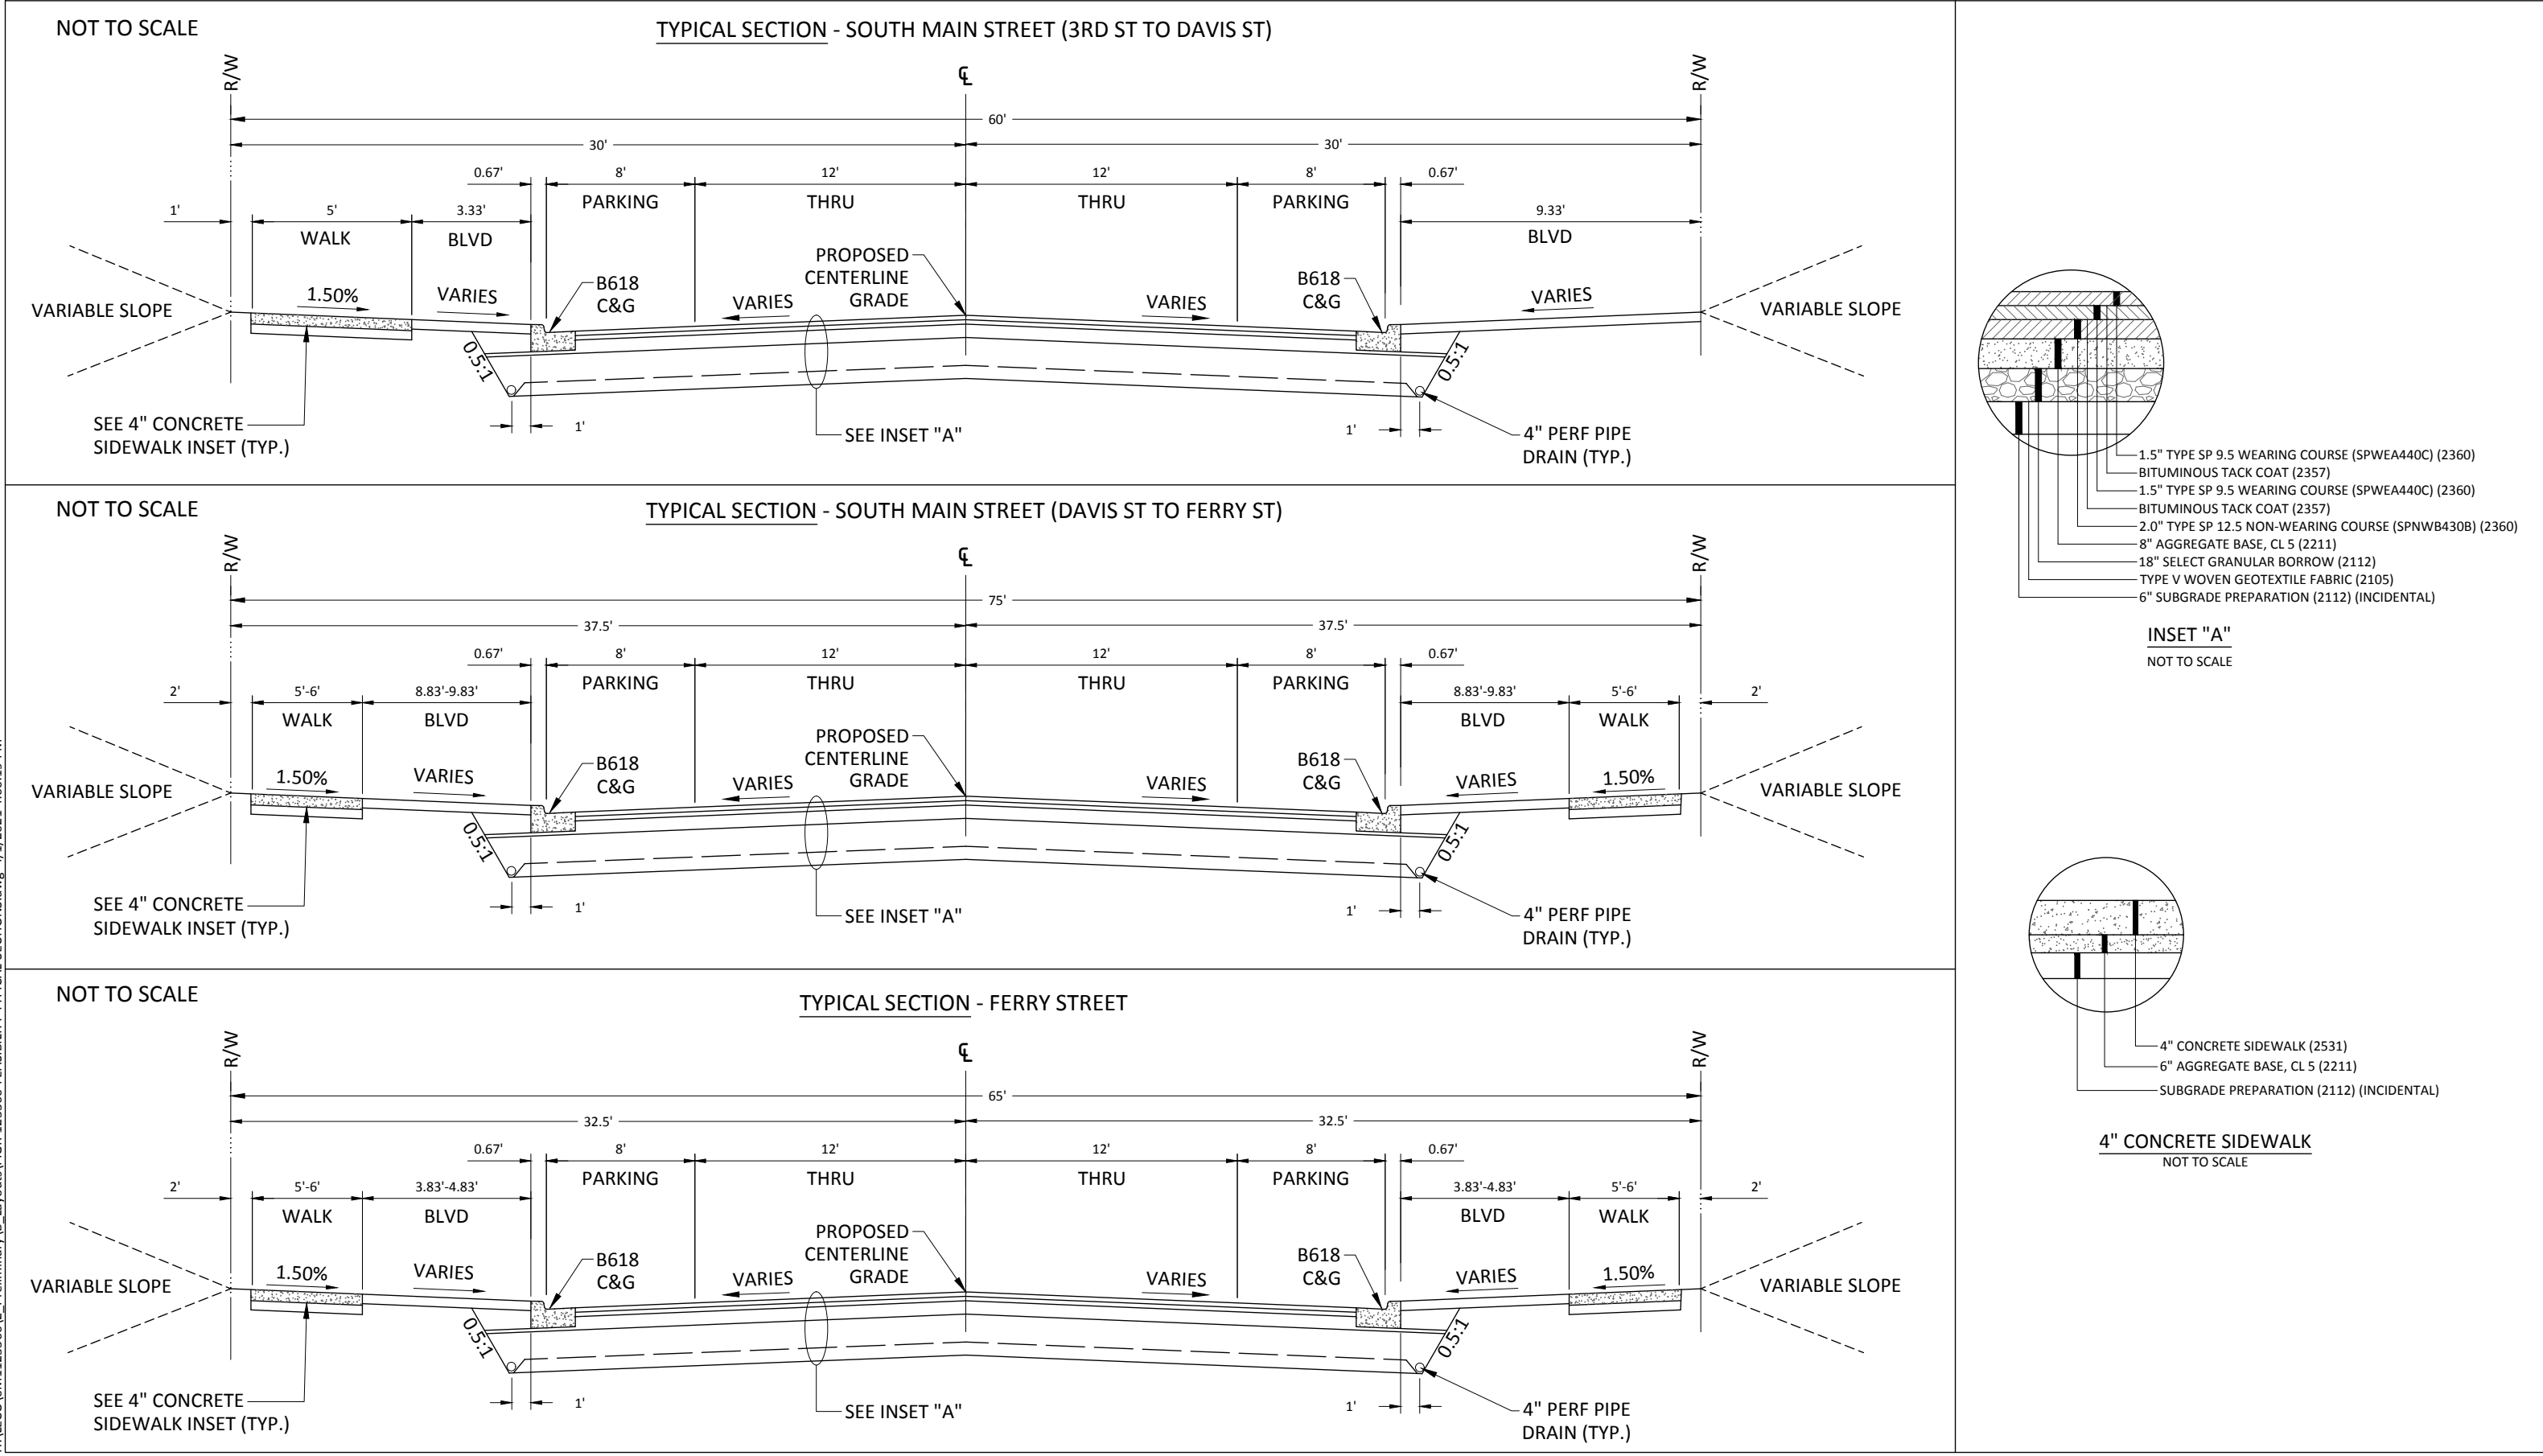 NOT TO SCALE
TYPICAL SECTION - SOUTH MAIN STREET (3RD ST TO DAVIS ST)
R/W
℄
R/W
60'
30'
30'
0.67'
8'
12'
12'
8'
0.67'
PARKING
THRU
THRU
PARKING
1'
5'
3.33'
9.33'
WALK
BLVD
BLVD
PROPOSED
CENTERLINE
GRADE
B618
C&G
B618
C&G
VARIABLE SLOPE
1.50%
VARIES
VARIES
VARIES
VARIES
VARIABLE SLOPE
0.5:1
0.5:1
SEE 4" CONCRETE
SIDEWALK INSET (TYP.)
1'
SEE INSET "A"
1'
4" PERF PIPE
DRAIN (TYP.)
NOT TO SCALE
TYPICAL SECTION - SOUTH MAIN STREET (DAVIS ST TO FERRY ST)
R/W
℄
R/W
75'
37.5'
37.5'
0.67'
8'
12'
12'
8'
0.67'
PARKING
THRU
THRU
PARKING
2'
5'-6'
8.83'-9.83'
8.83'-9.83'
5'-6'
2'
WALK
BLVD
BLVD
WALK
PROPOSED
CENTERLINE
GRADE
B618
C&G
B618
C&G
VARIABLE SLOPE
1.50%
VARIES
VARIES
VARIES
VARIES
1.50%
VARIABLE SLOPE
0.5:1
0.5:1
SEE 4" CONCRETE
SIDEWALK INSET (TYP.)
1'
SEE INSET "A"
1'
4" PERF PIPE
DRAIN (TYP.)
NOT TO SCALE
TYPICAL SECTION - FERRY STREET
R/W
℄
R/W
65'
32.5'
32.5'
0.67'
8'
12'
12'
8'
0.67'
PARKING
THRU
THRU
PARKING
2'
5'-6'
3.83'-4.83'
3.83'-4.83'
5'-6'
2'
WALK
BLVD
BLVD
WALK
PROPOSED
CENTERLINE
GRADE
B618
C&G
B618
C&G
VARIABLE SLOPE
1.50%
VARIES
VARIES
VARIES
VARIES
1.50%
VARIABLE SLOPE
0.5:1
0.5:1
SEE 4" CONCRETE
SIDEWALK INSET (TYP.)
1'
SEE INSET "A"
1'
4" PERF PIPE
DRAIN (TYP.)
1.5" TYPE SP 9.5 WEARING COURSE (SPWEA440C) (2360)
BITUMINOUS TACK COAT (2357)
1.5" TYPE SP 9.5 WEARING COURSE (SPWEA440C) (2360)
BITUMINOUS TACK COAT (2357)
2.0" TYPE SP 12.5 NON-WEARING COURSE (SPNWB430B) (2360)
8" AGGREGATE BASE, CL 5 (2211)
18" SELECT GRANULAR BORROW (2112)
TYPE V WOVEN GEOTEXTILE FABRIC (2105)
6" SUBGRADE PREPARATION (2112) (INCIDENTAL)
INSET "A"
NOT TO SCALE
4" CONCRETE SIDEWALK (2531)
6" AGGREGATE BASE, CL 5 (2211)
SUBGRADE PREPARATION (2112) (INCIDENTAL)
4" CONCRETE SIDEWALK
NOT TO SCALE